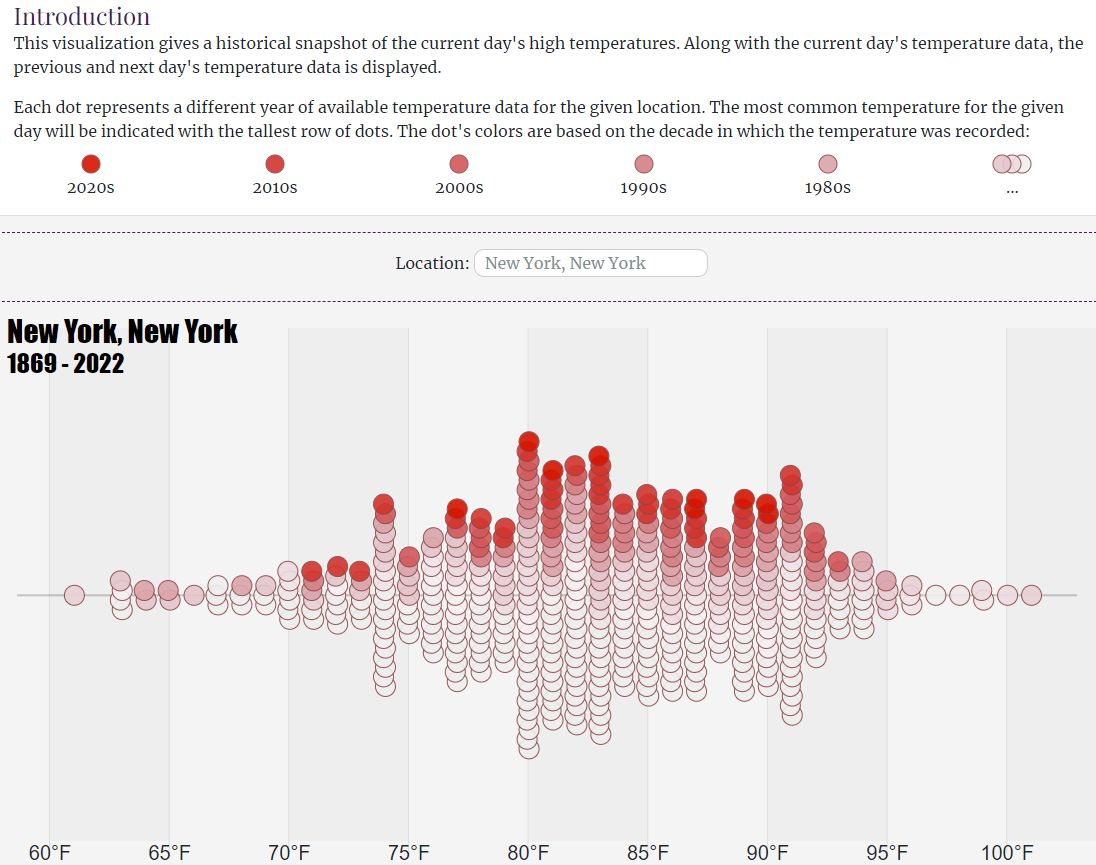 Introduction
This visualization gives a historical snapshot of the current day's high temperatures. Along with the current day's temperature data, the
previous and next day's temperature data is displayed.
Each dot represents a different year of available temperature data for the given location. The most common temperature for the given
day will be indicated with the tallest row of dots. The dot's colors are based on the decade in which the temperature was recorded:
2020s 2010s 2000s 1990s 1980s ...
Location: New York, New York
New York, New York
1869 - 2022
60°F 65°F 70°F 75°F 80°F 85°F 90°F 95°F 100°F